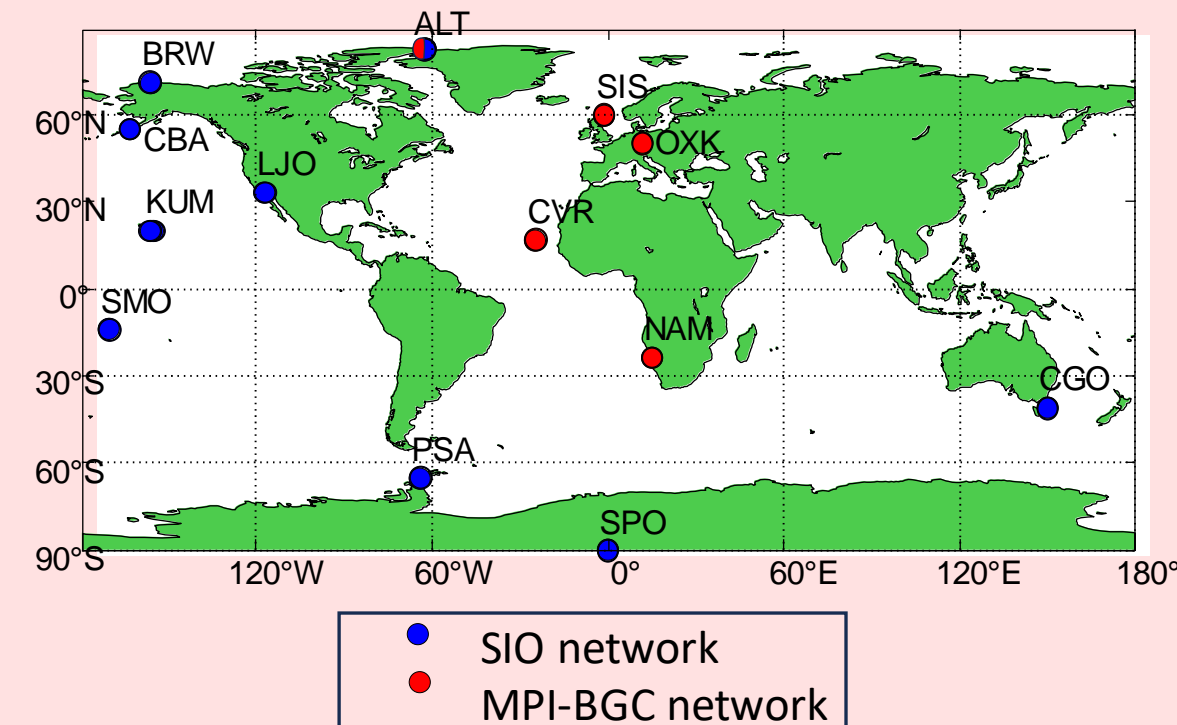 ALT
BRW
SIS
60°N
CBA
OXK
LJO
30°N
KUM
CVR
0°
SMO
NAM
30°S
CGO
PSA
60°S
SPO
90°S
120°W 60°W 0° 60°E 120°E 180°
SIO network
MPI-BGC network